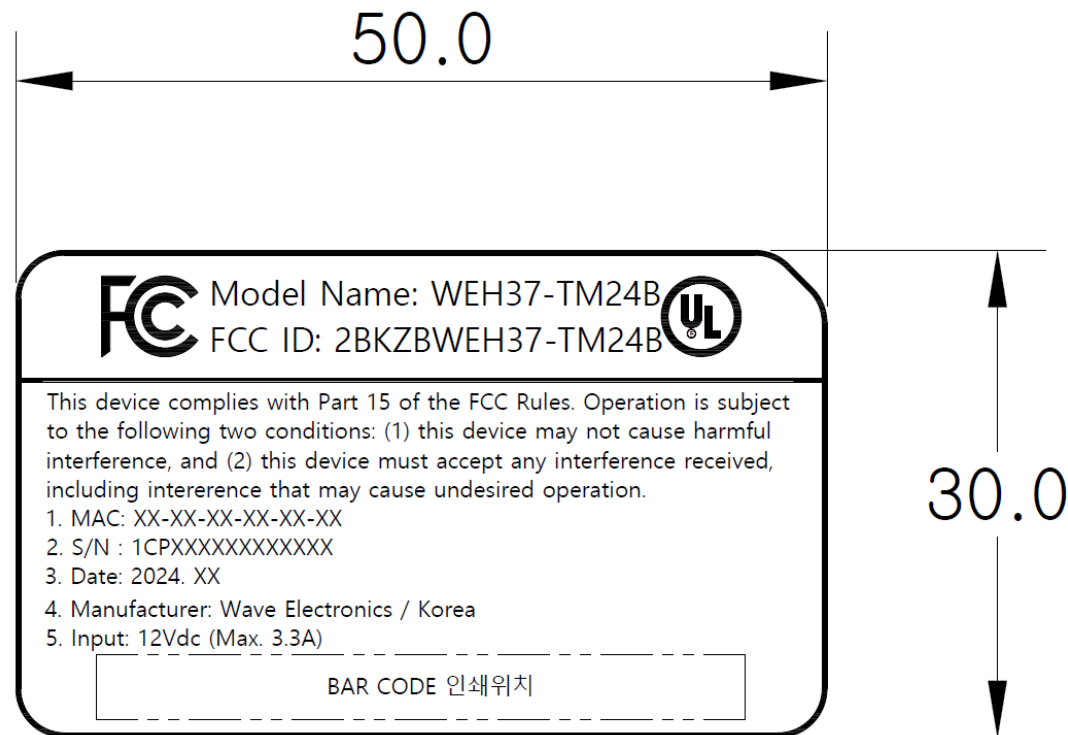 50.0
FCC Model Name: WEH37-TM24B UL
FCC ID: 2BKZBWEH37-TM24B
This device complies with Part 15 of the FCC Rules. Operation is subject
to the following two conditions: (1) this device may not cause harmful
interference, and (2) this device must accept any interference received,
including intererence that may cause undesired operation.
1. MAC: XX-XX-XX-XX-XX-XX
2. S/N : 1CPXXXXXXXXXXXX
3. Date: 2024. XX
4. Manufacturer: Wave Electronics / Korea
5. Input: 12Vdc (Max. 3.3A)
BAR CODE 인쇄위치
30.0